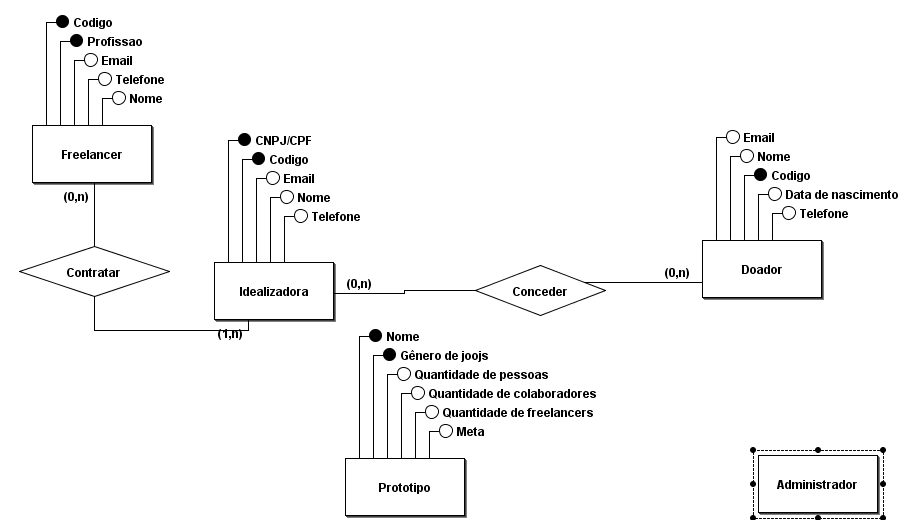 Codigo
Profissao
Email
Telefone
Nome
Freelancer
(0,n)
Contratar
(1,n)
CNPJ/CPF
Codigo
Email
Nome
Telefone
Idealizadora
(0,n)
Conceder
(0,n)
Email
Nome
Codigo
Data de nascimento
Telefone
Doador
Nome
Gênero de joojs
Quantidade de pessoas
Quantidade de colaboradores
Quantidade de freelancers
Meta
Prototipo
Administrador